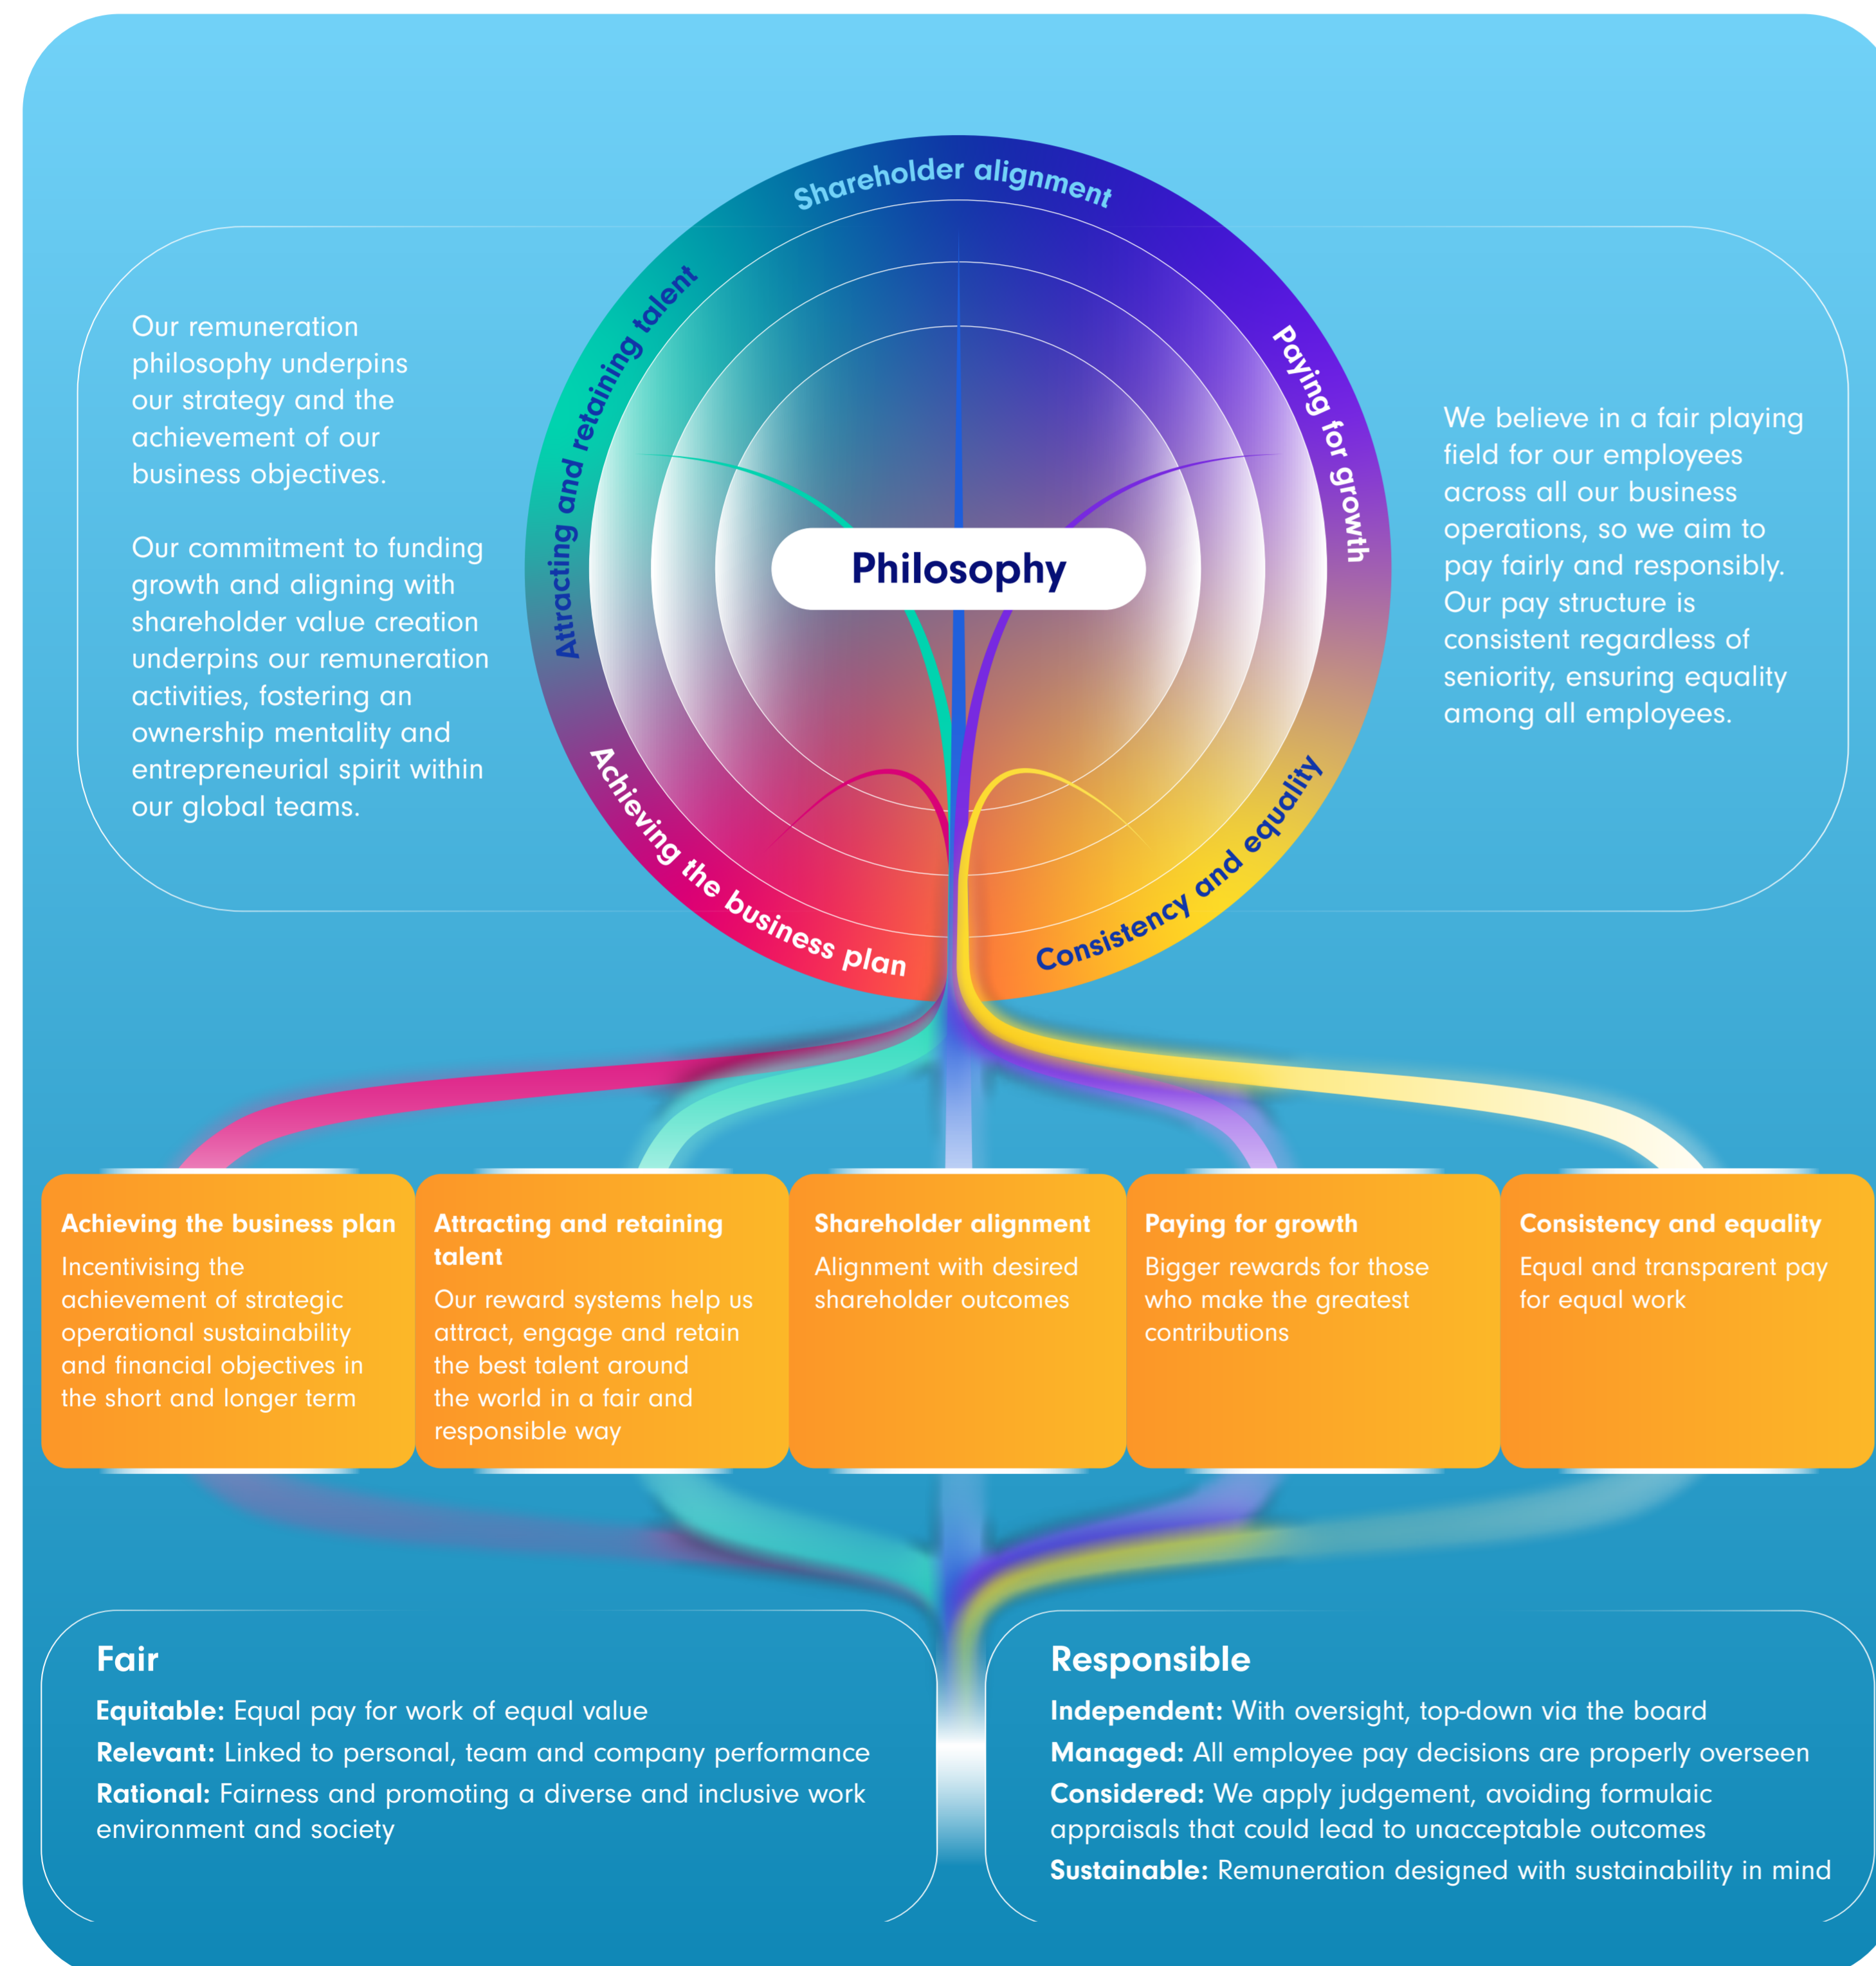 Shareholder alignment
Attracting and retaining talent
Paying for growth
Achieving the business plan
Consistency and equality
Philosophy
Our remuneration
philosophy underpins
our strategy and the
achievement of our
business objectives.
Our commitment to funding
growth and aligning with
shareholder value creation
underpins our remuneration
activities, fostering an
ownership mentality and
entrepreneurial spirit within
our global teams.
We believe in a fair playing
field for our employees
across all our business
operations, so we aim to
pay fairly and responsibly.
Our pay structure is
consistent regardless of
seniority, ensuring equality
among all employees.
Achieving the business plan
Incentivising the
achievement of strategic
operational sustainability
and financial objectives in
the short and longer term
Attracting and retaining
talent
Our reward systems help us
attract, engage and retain
the best talent around
the world in a fair and
responsible way
Shareholder alignment
Alignment with desired
shareholder outcomes
Paying for growth
Bigger rewards for those
who make the greatest
contributions
Consistency and equality
Equal and transparent pay
for equal work
Fair
Equitable: Equal pay for work of equal value
Relevant: Linked to personal, team and company performance
Rational: Fairness and promoting a diverse and inclusive work
environment and society
Responsible
Independent: With oversight, top-down via the board
Managed: All employee pay decisions are properly overseen
Considered: We apply judgement, avoiding formulaic
appraisals that could lead to unacceptable outcomes
Sustainable: Remuneration designed with sustainability in mind